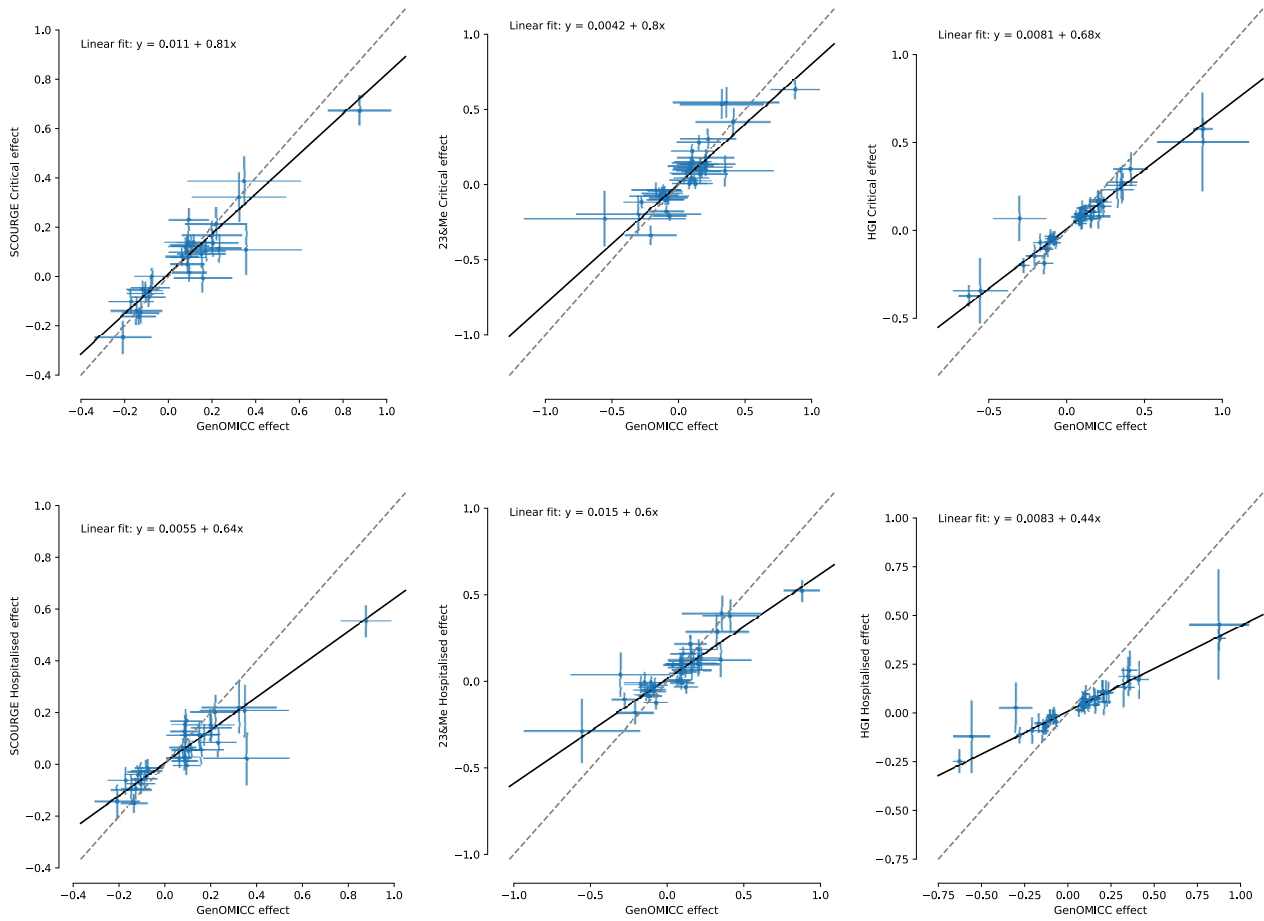 Linear fit: y = 0.011 + 0.81x
SCOURGE Critical effect
1.0
0.8
0.6
0.4
0.2
0.0
−0.2
−0.4
−0.4 −0.2 0.0 0.2 0.4 0.6 0.8 1.0
GenOMICC effect
Linear fit: y = 0.0042 + 0.8x
23&Me Critical effect
1.0
0.5
0.0
−0.5
−1.0
−1.0 −0.5 0.0 0.5 1.0
GenOMICC effect
Linear fit: y = 0.0081 + 0.68x
HGI Critical effect
1.0
0.5
0.0
−0.5
−0.5 0.0 0.5 1.0
GenOMICC effect
Linear fit: y = 0.0055 + 0.64x
SCOURGE Hospitalised effect
1.0
0.8
0.6
0.4
0.2
0.0
−0.2
−0.4
−0.4 −0.2 0.0 0.2 0.4 0.6 0.8 1.0
GenOMICC effect
Linear fit: y = 0.015 + 0.6x
23&Me Hospitalised effect
1.0
0.5
0.0
−0.5
−1.0
−1.0 −0.5 0.0 0.5 1.0
GenOMICC effect
Linear fit: y = 0.0083 + 0.44x
HGI Hospitalised effect
1.00
0.75
0.50
0.25
0.00
−0.25
−0.50
−0.75
−0.75 −0.50 −0.25 0.00 0.25 0.50 0.75 1.00
GenOMICC effect